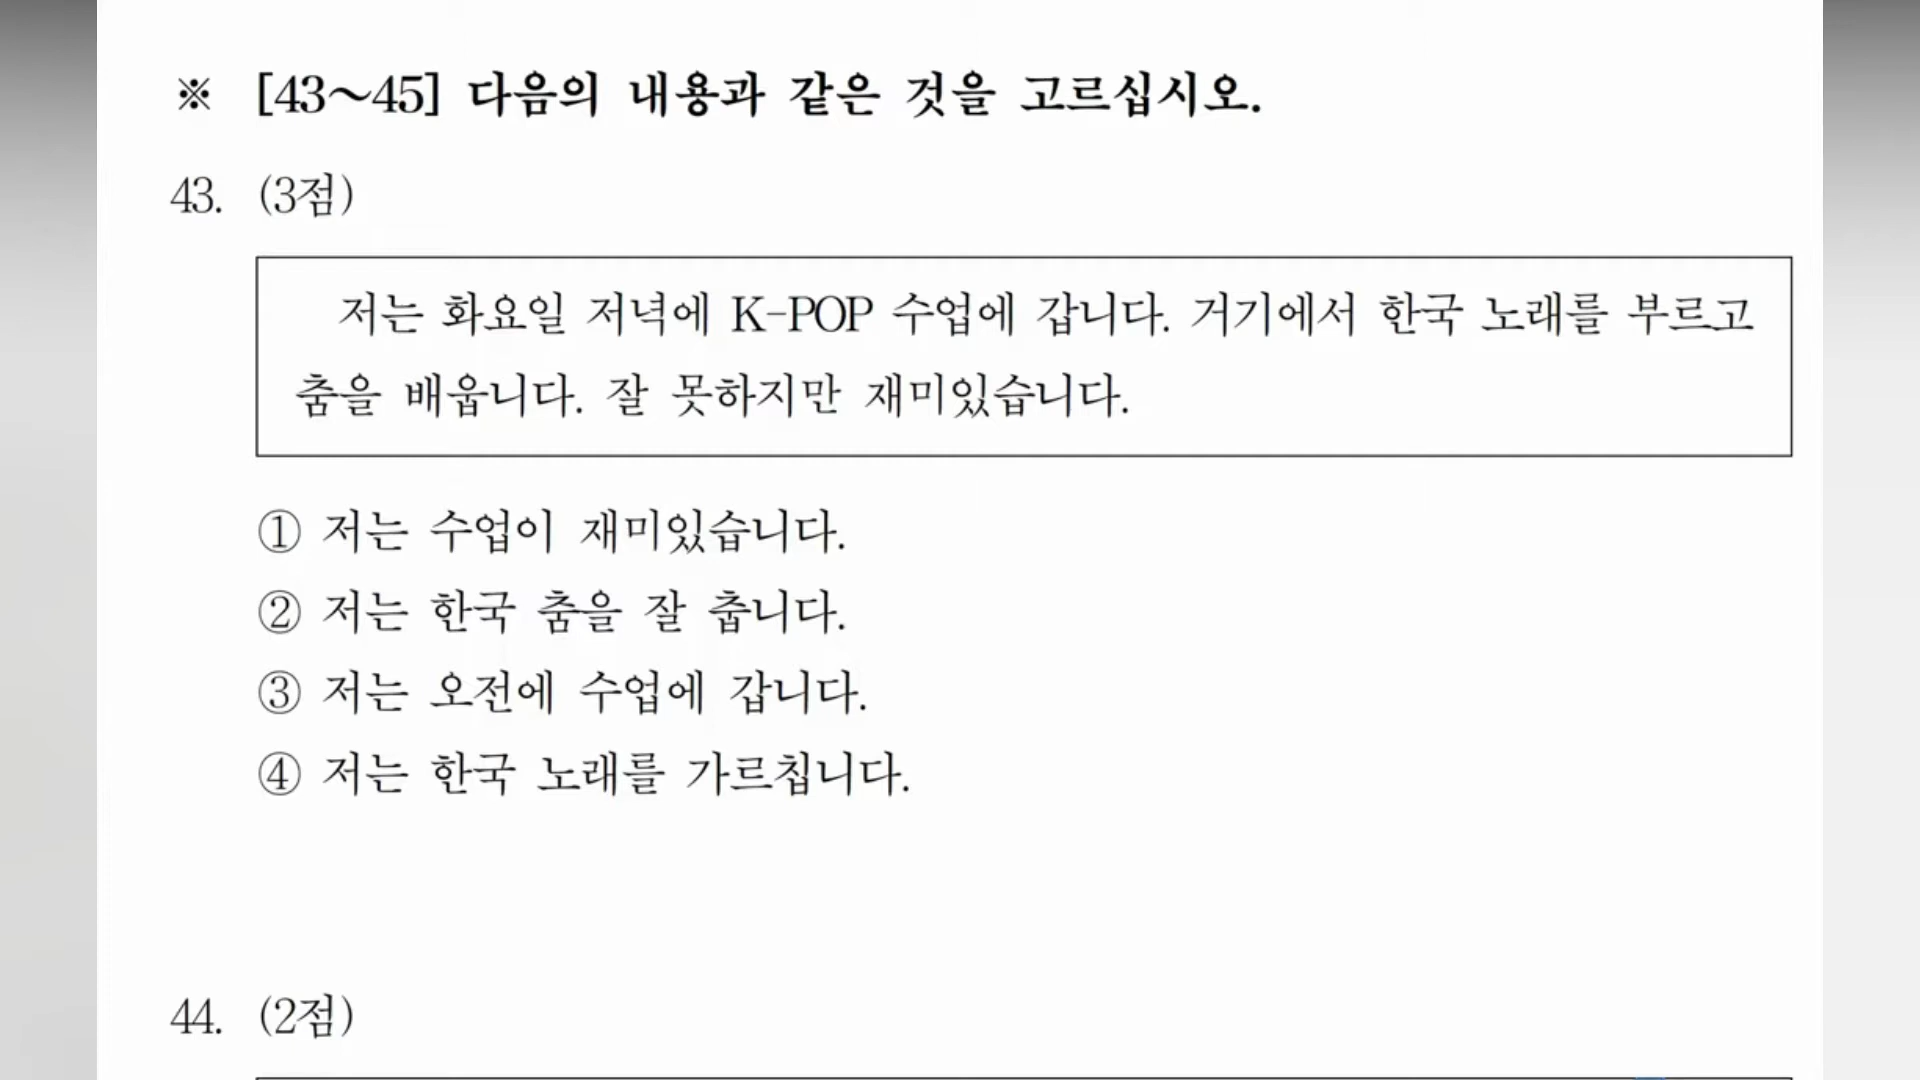 ※ [43～45] 다음의 내용과 같은 것을 고르십시오.
43. (3점)
저는 화요일 저녁에 K-POP 수업에 갑니다. 거기에서 한국 노래를 부르고
춤을 배웁니다. 잘 못하지만 재미있습니다.
① 저는 수업이 재미있습니다.
② 저는 한국 춤을 잘 춥니다.
③ 저는 오전에 수업에 갑니다.
④ 저는 한국 노래를 가르칩니다.
44. (2점)